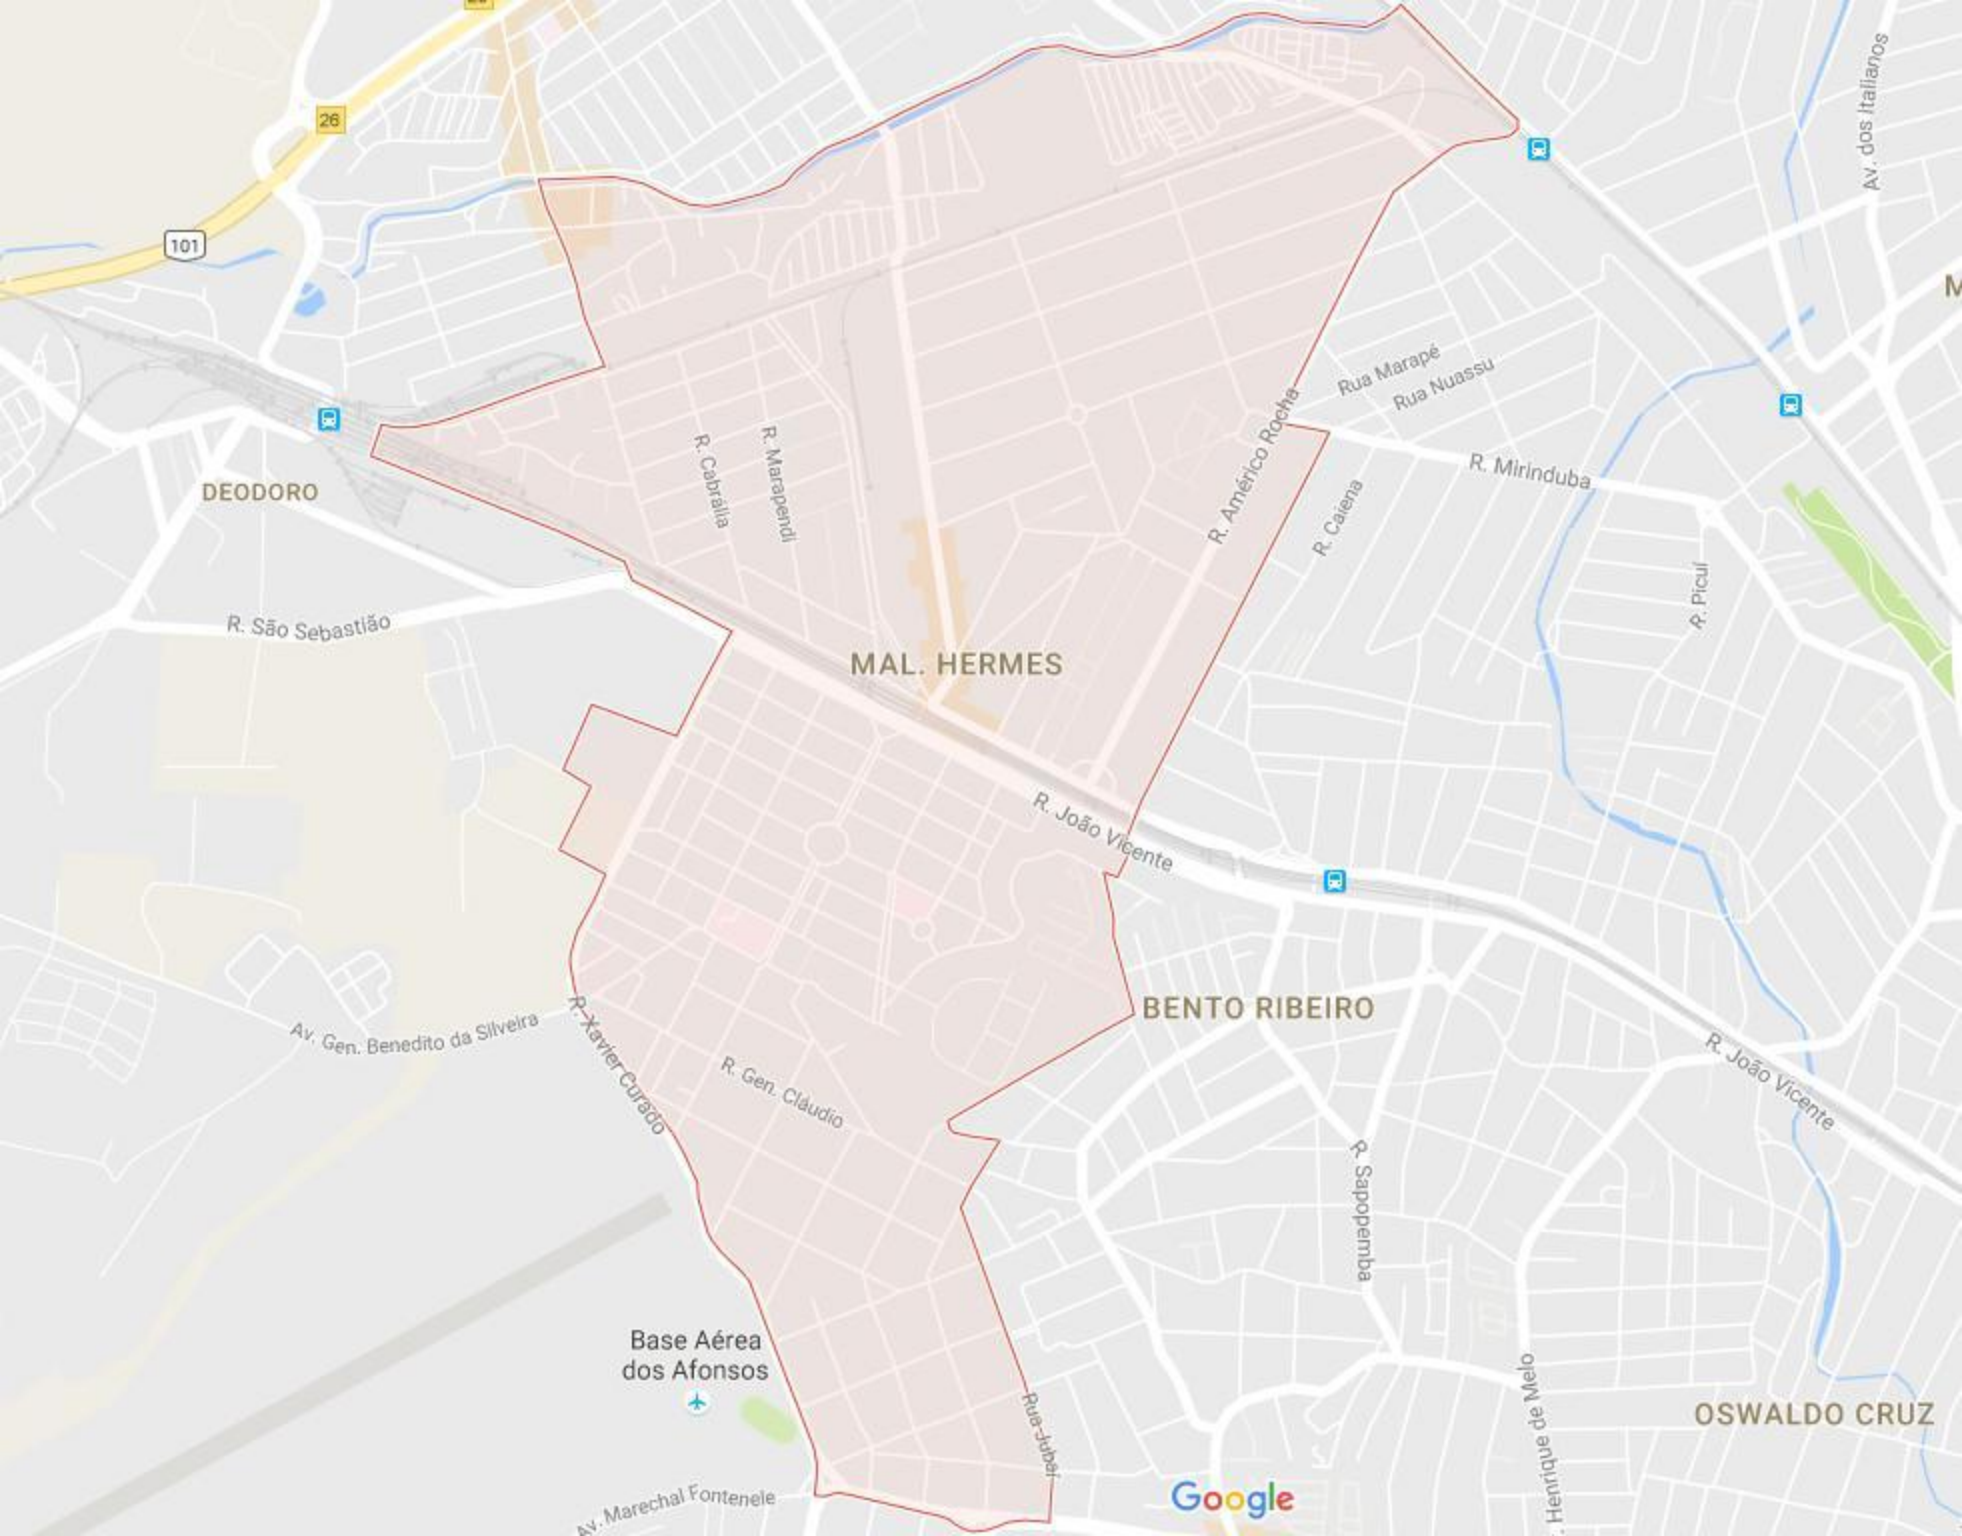 26
Av. dos Italianos
101
M
Rua Marapé
Rua Nuassu
R. Américo Rocha
R. Cabrália
R. Marapendi
R. Mirinduba
DEODORO
R. Caiena
R. Picuí
R. São Sebastião
MAL. HERMES
R. João Vicente
BENTO RIBEIRO
Av. Gen. Benedito da Silveira
R. Xavier Curado
R. Gen. Cláudio
R. João Vicente
R. Sapopemba
Base Aérea
dos Afonsos
Rua Jubaí
Henrique de Melo
OSWALDO CRUZ
Av. Marechal Fontenele
Google